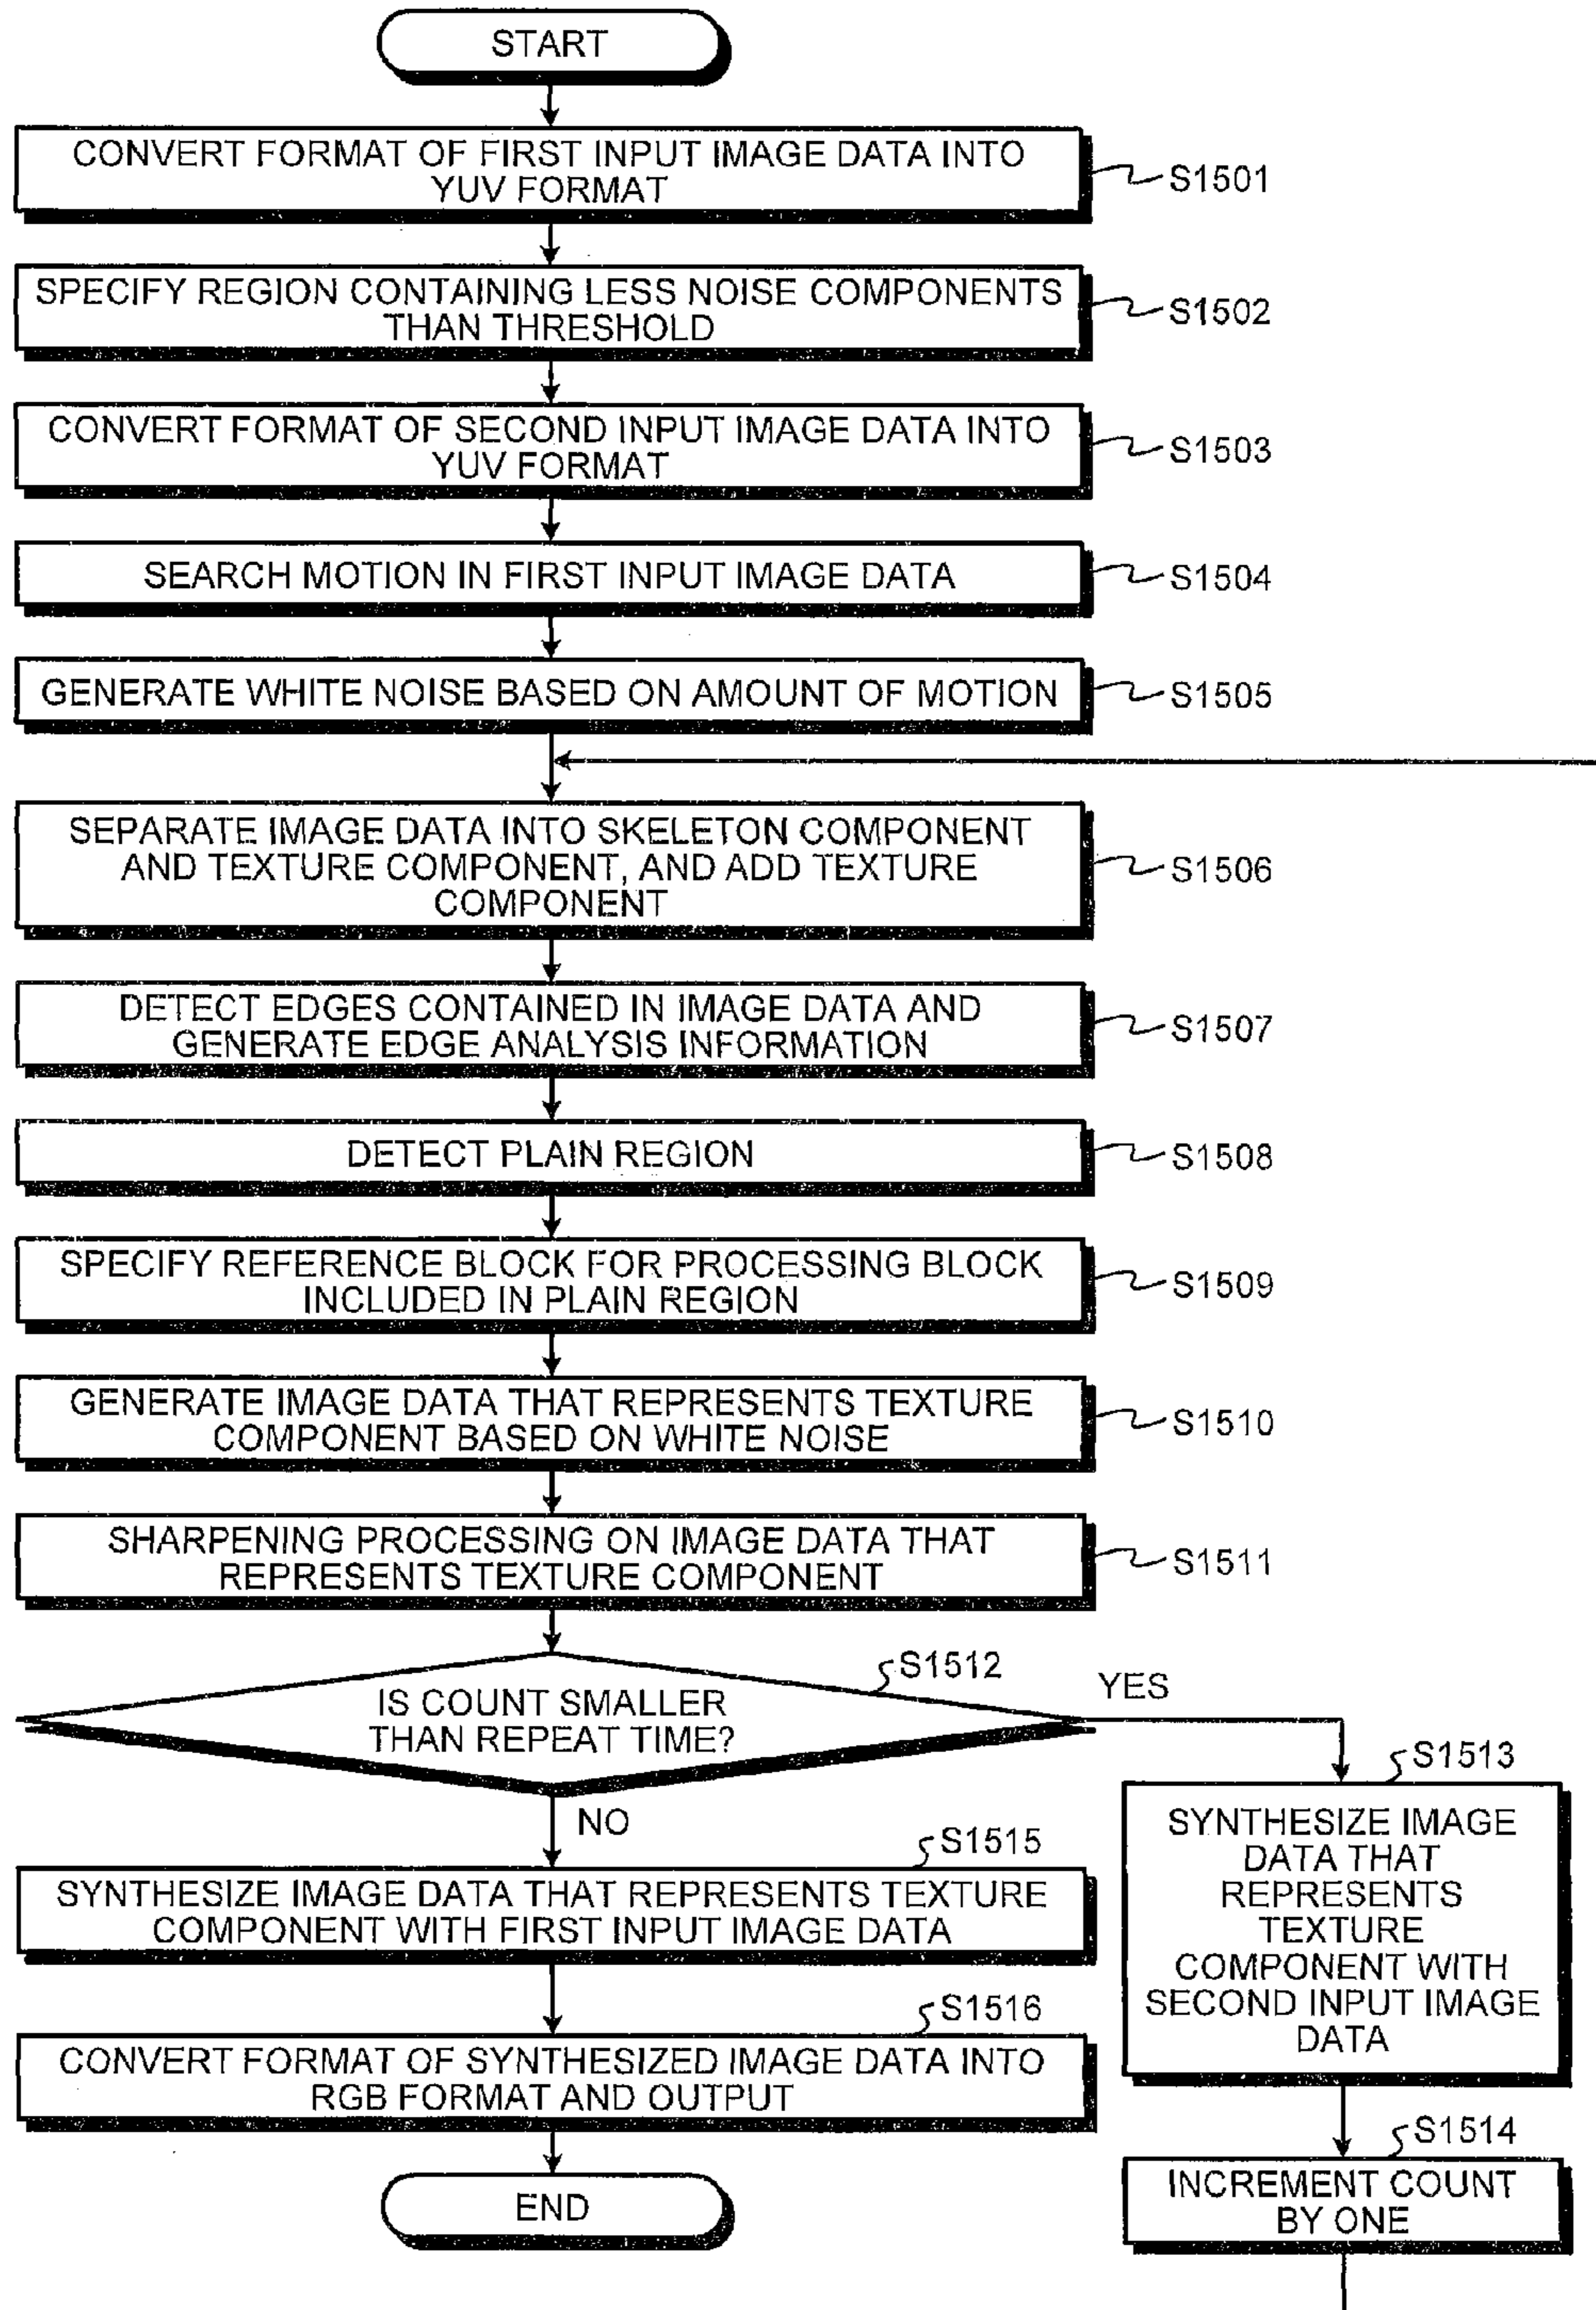 START
CONVERT FORMAT OF FIRST INPUT IMAGE DATA INTO
YUV FORMAT
S1501
SPECIFY REGION CONTAINING LESS NOISE COMPONENTS
THAN THRESHOLD
S1502
CONVERT FORMAT OF SECOND INPUT IMAGE DATA INTO
YUV FORMAT
S1503
SEARCH MOTION IN FIRST INPUT IMAGE DATA
S1504
GENERATE WHITE NOISE BASED ON AMOUNT OF MOTION
S1505
SEPARATE IMAGE DATA INTO SKELETON COMPONENT
AND TEXTURE COMPONENT, AND ADD TEXTURE
COMPONENT
S1506
DETECT EDGES CONTAINED IN IMAGE DATA AND
GENERATE EDGE ANALYSIS INFORMATION
S1507
DETECT PLAIN REGION
S1508
SPECIFY REFERENCE BLOCK FOR PROCESSING BLOCK
INCLUDED IN PLAIN REGION
S1509
GENERATE IMAGE DATA THAT REPRESENTS TEXTURE
COMPONENT BASED ON WHITE NOISE
S1510
SHARPENING PROCESSING ON IMAGE DATA THAT
REPRESENTS TEXTURE COMPONENT
S1511
S1512
IS COUNT SMALLER
THAN REPEAT TIME?
YES
NO
S1513
SYNTHESIZE IMAGE
DATA THAT
REPRESENTS
TEXTURE
COMPONENT WITH
SECOND INPUT IMAGE
DATA
S1514
INCREMENT COUNT
BY ONE
S1515
SYNTHESIZE IMAGE DATA THAT REPRESENTS TEXTURE
COMPONENT WITH FIRST INPUT IMAGE DATA
S1516
CONVERT FORMAT OF SYNTHESIZED IMAGE DATA INTO
RGB FORMAT AND OUTPUT
END